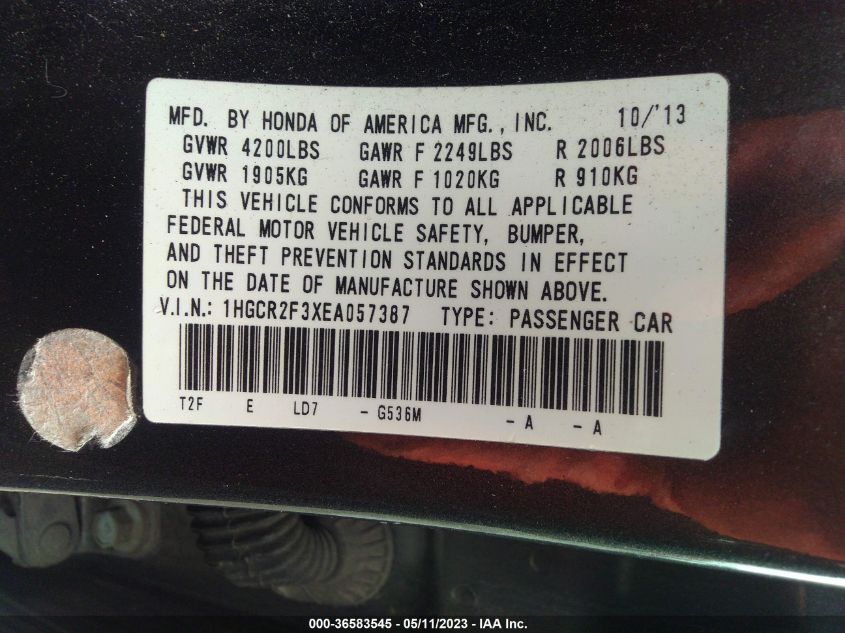 MFD. BY HONDA OF AMERICA MFG., INC. 10/'13
GVWR 4200LBS GAWR F 2249LBS R 2006LBS
GVWR 1905KG GAWR F 1020KG R 910KG
THIS VEHICLE CONFORMS TO ALL APPLICABLE
FEDERAL MOTOR VEHICLE SAFETY, BUMPER,
AND THEFT PREVENTION STANDARDS IN EFFECT
ON THE DATE OF MANUFACTURE SHOWN ABOVE.
V.I.N.: 1HGCR2F3XEA057387 TYPE: PASSENGER CAR
T2F E LD7 - G536M - A - A
000-36583545 - 05/11/2023 - IAA Inc.